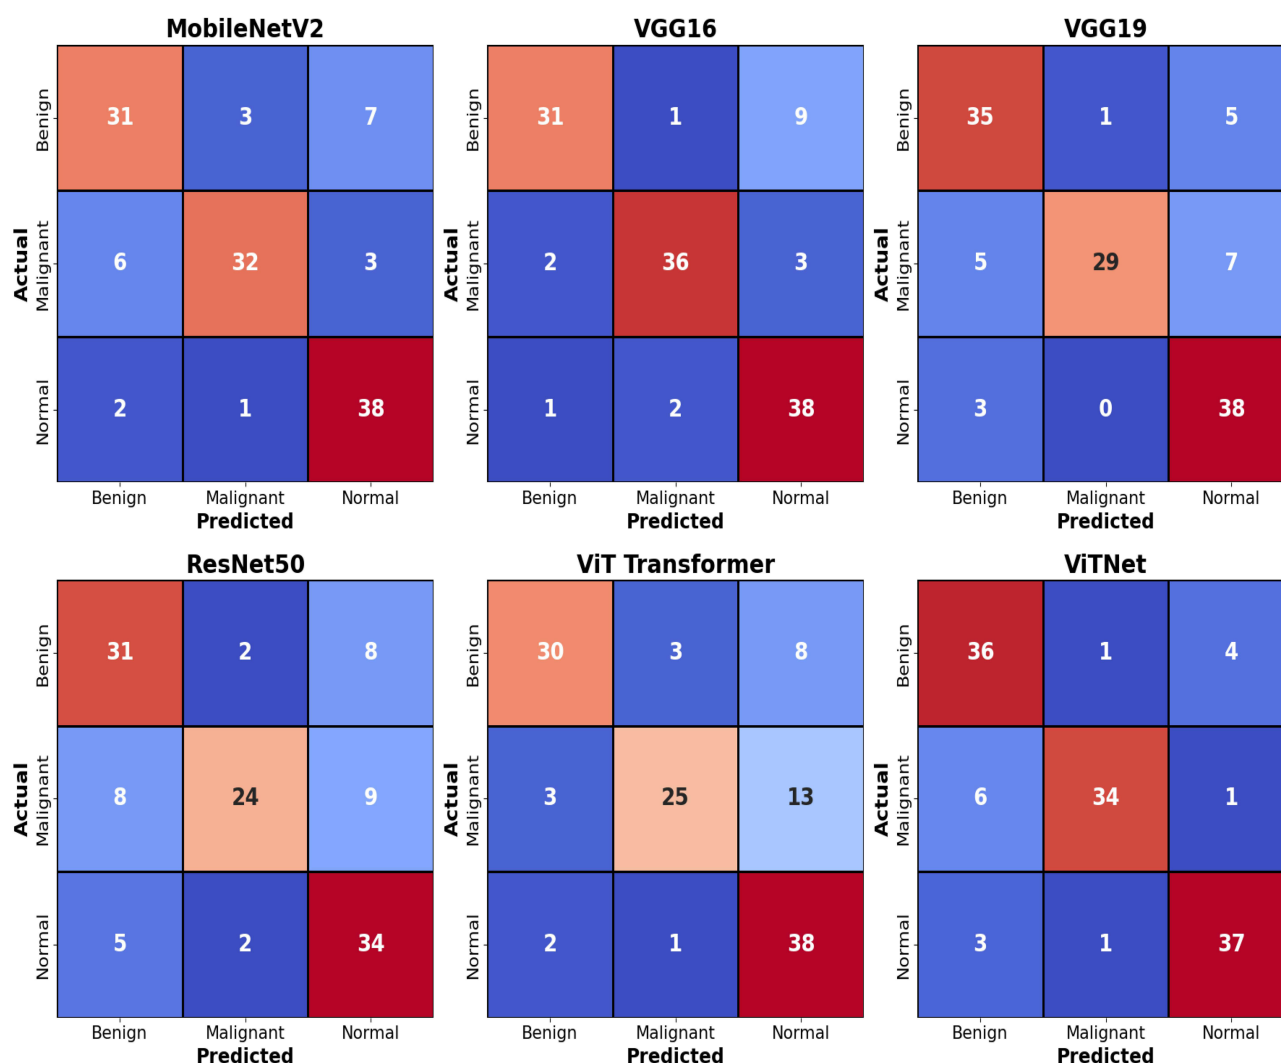 MobileNetV2
Actual
Benign
31 3 7
Malignant
6 32 3
Normal
2 1 38
Benign Malignant Normal
Predicted
VGG16
Actual
Benign
31 1 9
Malignant
2 36 3
Normal
1 2 38
Benign Malignant Normal
Predicted
VGG19
Actual
Benign
35 1 5
Malignant
5 29 7
Normal
3 0 38
Benign Malignant Normal
Predicted
ResNet50
Actual
Benign
31 2 8
Malignant
8 24 9
Normal
5 2 34
Benign Malignant Normal
Predicted
ViT Transformer
Actual
Benign
30 3 8
Malignant
3 25 13
Normal
2 1 38
Benign Malignant Normal
Predicted
ViTNet
Actual
Benign
36 1 4
Malignant
6 34 1
Normal
3 1 37
Benign Malignant Normal
Predicted